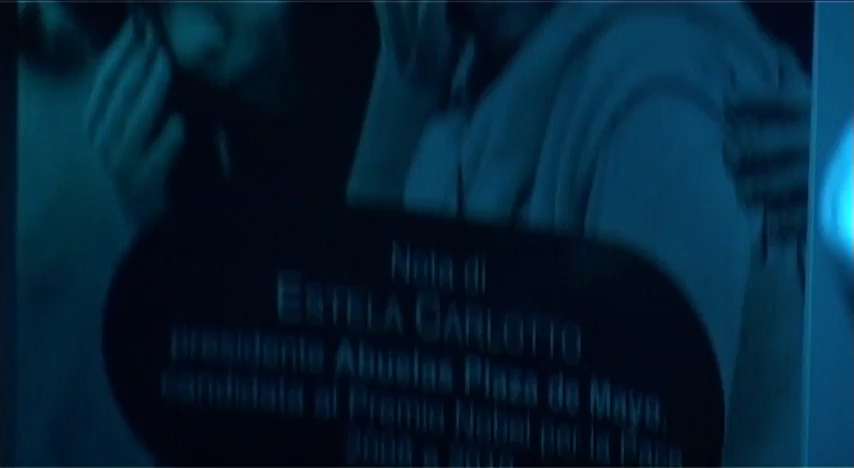 Nota di
ESTELA CARLOTTO
presidente Abuelas Plaza de Mayo,
candidata al Premio Nobel per la Pace